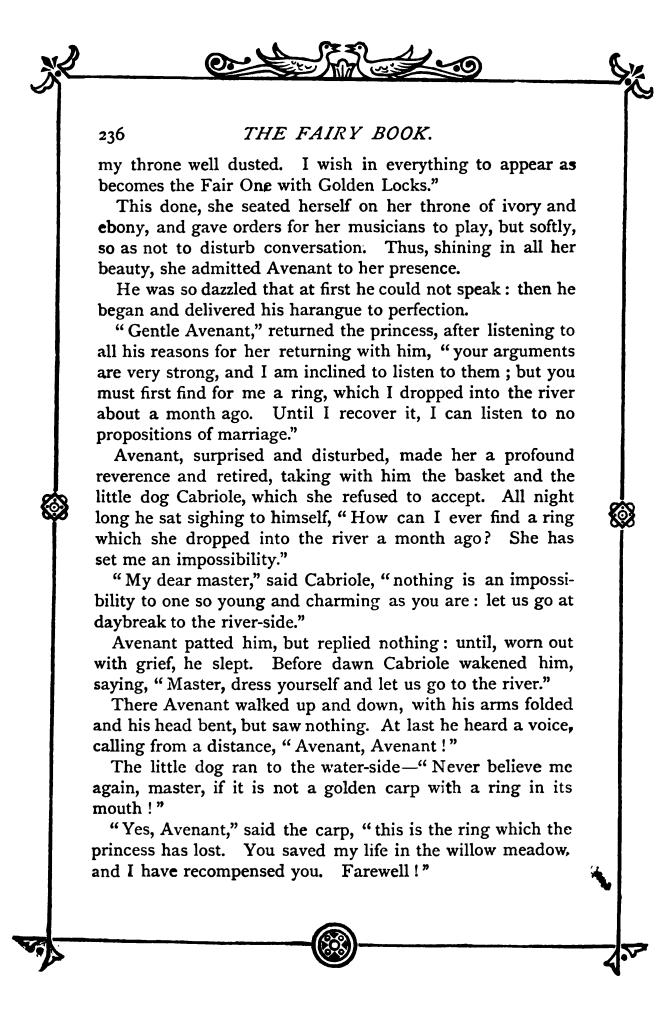 236 THE FAIRY BOOK.
my throne well dusted. I wish in everything to appear as
becomes the Fair One with Golden Locks.”
This done, she seated herself on her throne of ivory and
ebony, and gave orders for her musicians to play, but softly,
so as not to disturb conversation. Thus, shining in all her
beauty, she admitted Avenant to her presence.
He was so dazzled that at first he could not speak : then he
began and delivered his harangue to perfection.
“ Gentle Avenant,” returned the princess, after listening to
all his reasons for her returning with him, “ your arguments
are very strong, and I am inclined to listen to them ; but you
must first find for me a ring, which I dropped into the river
about a month ago. Until I recover it, I can listen to no
propositions of marriage.”
Avenant, surprised and disturbed, made her a profound
reverence and retired, taking with him the basket and the
little dog Cabriole, which she refused to accept. All night
long he sat sighing to himself, “ How can I ever find a ring
which she dropped into the river a month ago? She has
set me an impossibility.”
“ My dear master,” said Cabriole, “ nothing is an impossi-
bility to one so young and charming as you are : let us go at
daybreak to the river-side.”
Avenant patted him, but replied nothing : until, worn out
with grief, he slept. Before dawn Cabriole wakened him,
saying, “ Master, dress yourself and let us go to the river.”
There Avenant walked up and down, with his arms folded
and his head bent, but saw nothing. At last he heard a voice,
calling from a distance, “ Avenant, Avenant ! ”
The little dog ran to the water-side—“ Never believe me
again, master, if it is not a golden carp with a ring in its
mouth ! ”
“ Yes, Avenant,” said the carp, “ this is the ring which the
princess has lost. You saved my life in the willow meadow,
and I have recompensed you. Farewell ! ”